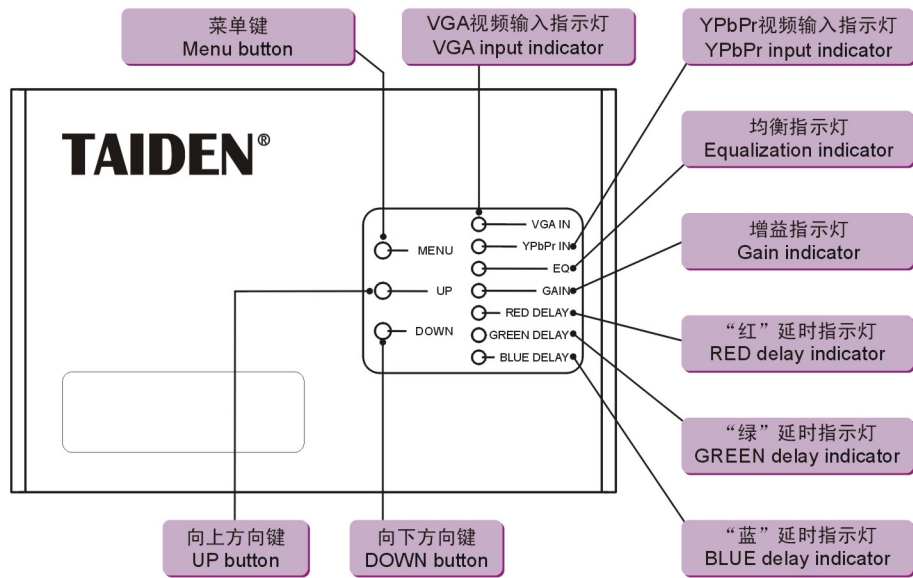 菜单键
Menu button
VGA视频输入指示灯
VGA input indicator
YPbPr视频输入指示灯
YPbPr input indicator
均衡指示灯
Equalization indicator
增益指示灯
Gain indicator
“红”延时指示灯
RED delay indicator
“绿”延时指示灯
GREEN delay indicator
“蓝”延时指示灯
BLUE delay indicator
TAIDEN®
MENU
UP
DOWN
VGA IN
YPbPr IN
EQ
GAIN
RED DELAY
GREEN DELAY
BLUE DELAY
向上方向键
UP button
向下方向键
DOWN button